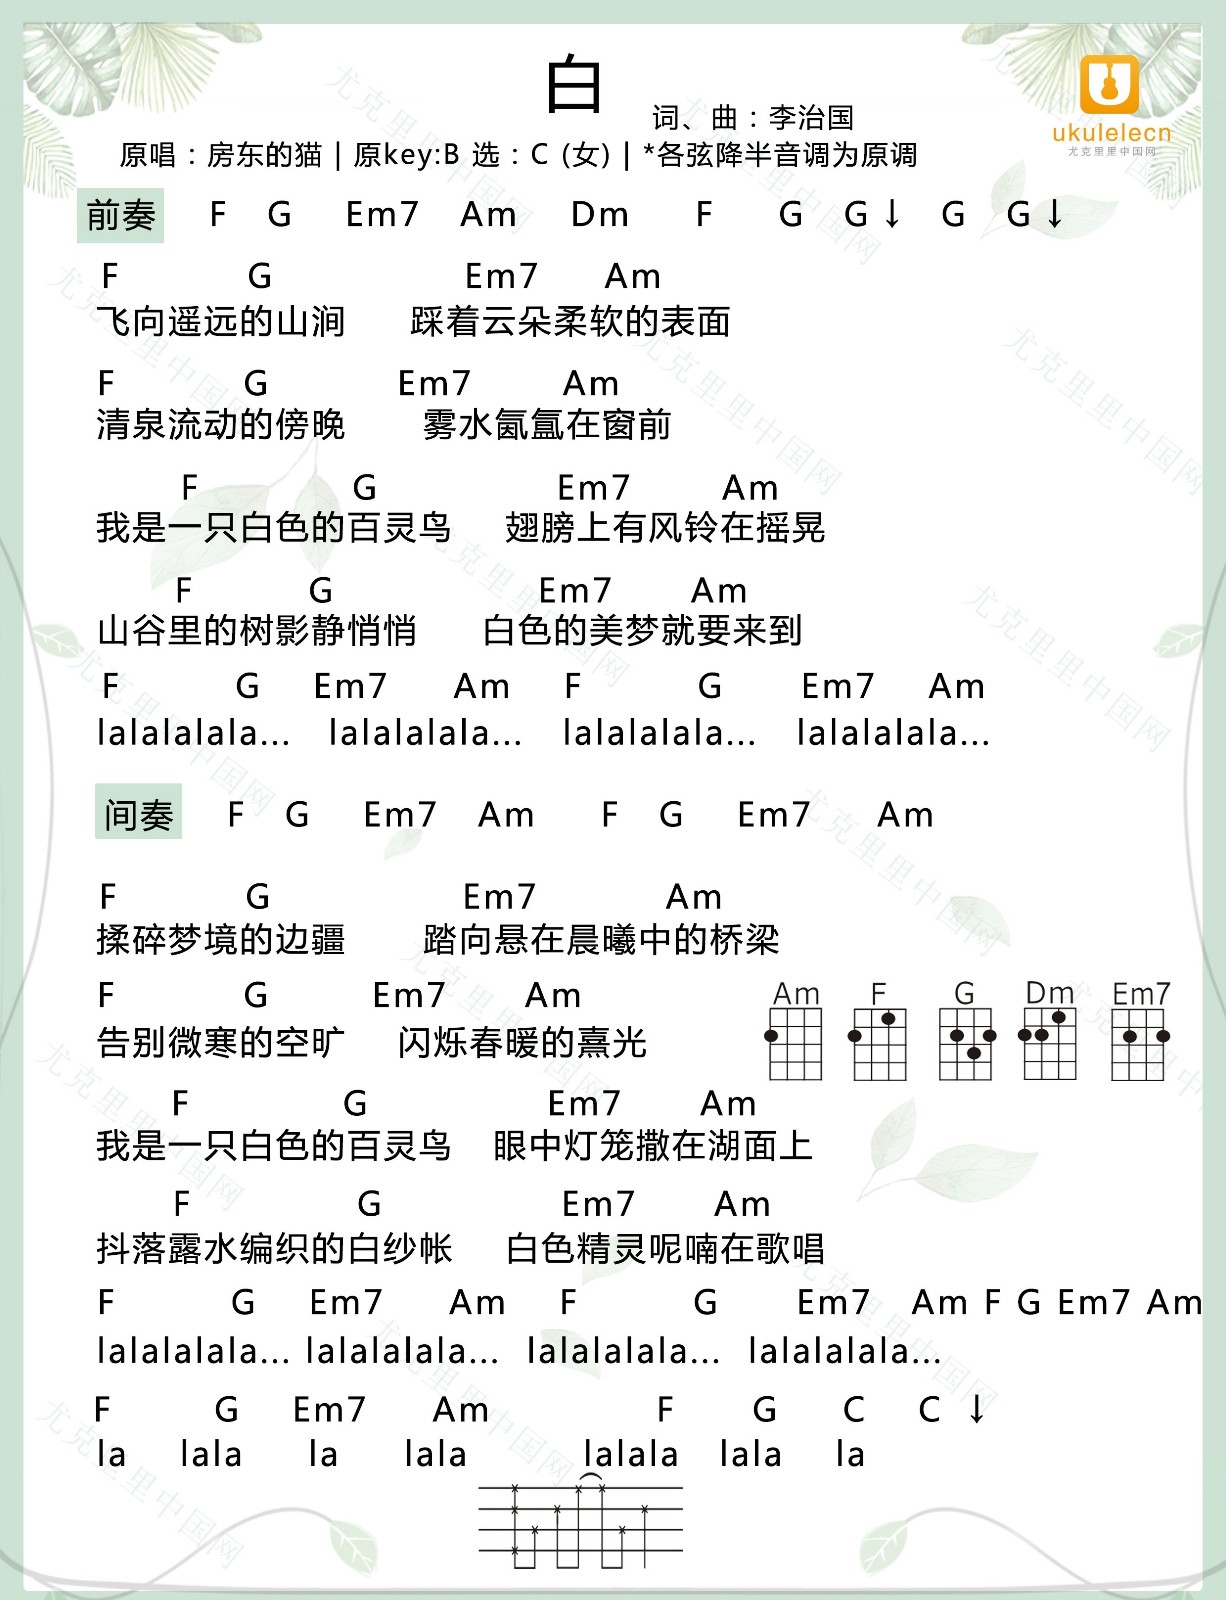 白
词、曲：李治国
ukulelecn
尤克里里中国网
原唱：房东的猫 | 原key:B 选：C (女) | *各弦降半音调为原调
前奏 F G Em7 Am Dm F G G↓ G G↓
F G Em7 Am
飞向遥远的山涧 踩着云朵柔软的表面
F G Em7 Am
清泉流动的傍晚 雾水氤氲在窗前
F G Em7 Am
我是一只白色的百灵鸟 翅膀上有风铃在摇晃
F G Em7 Am
山谷里的树影静悄悄 白色的美梦就要来到
F G Em7 Am F G Em7 Am
lalalalala... lalalalala... lalalalala... lalalalala...
间奏 F G Em7 Am F G Em7 Am
F G Em7 Am
揉碎梦境的边疆 踏向悬在晨曦中的桥梁
F G Em7 Am
告别微寒的空旷 闪烁春暖的熹光
Am F G Dm Em7
F G Em7 Am
我是一只白色的百灵鸟 眼中灯笼撒在湖面上
F G Em7 Am
抖落露水编织的白纱帐 白色精灵呢喃在歌唱
F G Em7 Am F G Em7 Am F G Em7 Am
lalalalala... lalalalala... lalalalala... lalalalala...
F G Em7 Am F G C C ↓
la lala la lala lalala lala la